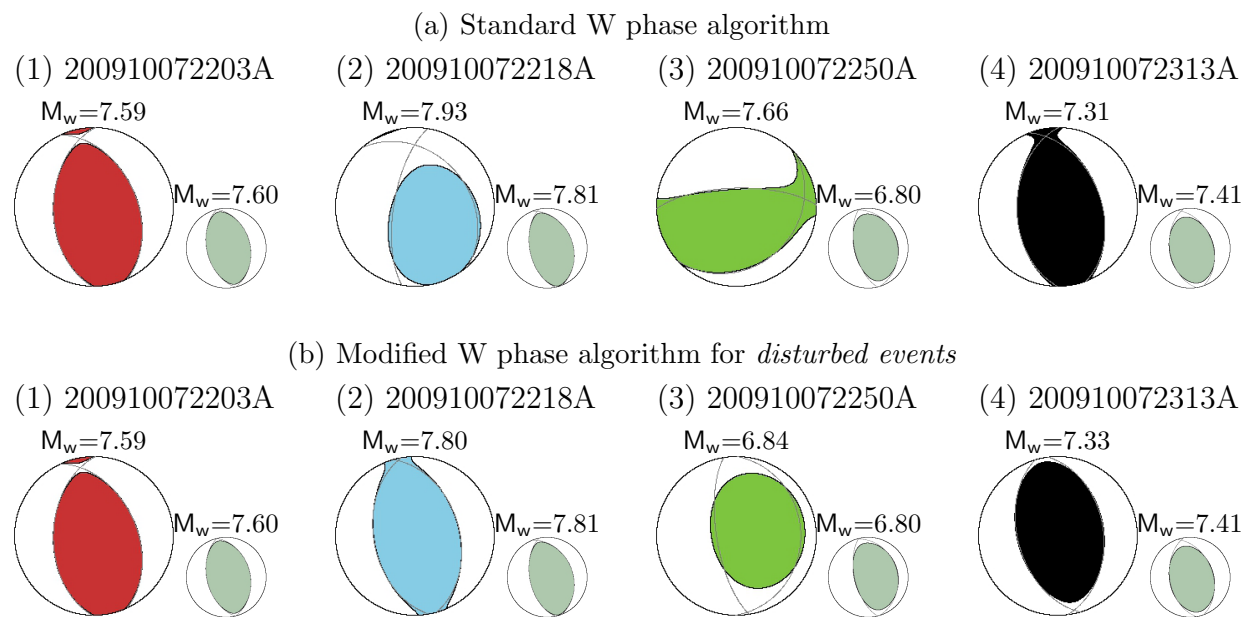 (a) Standard W phase algorithm
(1) 200910072203A (2) 200910072218A (3) 200910072250A (4) 200910072313A
Mw=7.59 Mw=7.93 Mw=7.66 Mw=7.31
Mw=7.60 Mw=7.81 Mw=6.80 Mw=7.41
(b) Modified W phase algorithm for disturbed events
(1) 200910072203A (2) 200910072218A (3) 200910072250A (4) 200910072313A
Mw=7.59 Mw=7.80 Mw=6.84 Mw=7.33
Mw=7.60 Mw=7.81 Mw=6.80 Mw=7.41